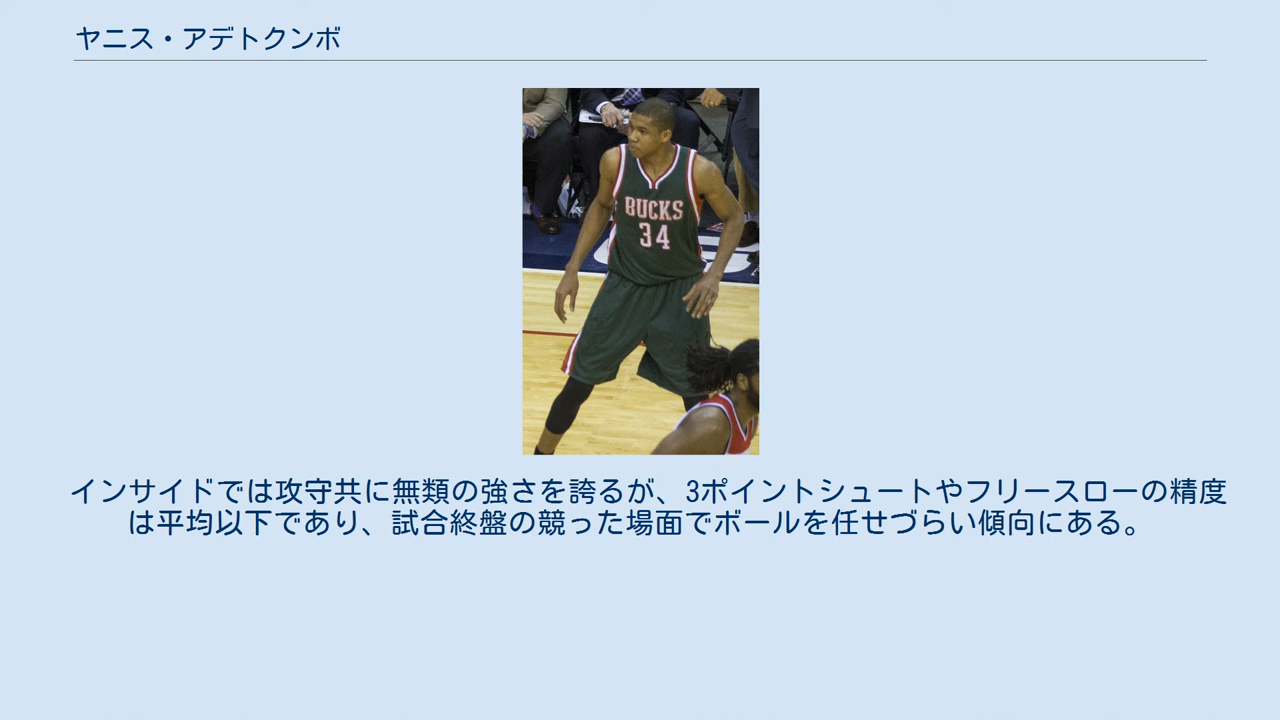 ヤニス・アデトクンボ
BUCKS
34
インサイドでは攻守共に無類の強さを誇るが、3ポイントシュートやフリースローの精度
は平均以下であり、試合終盤の競った場面でボールを任せづらい傾向にある。